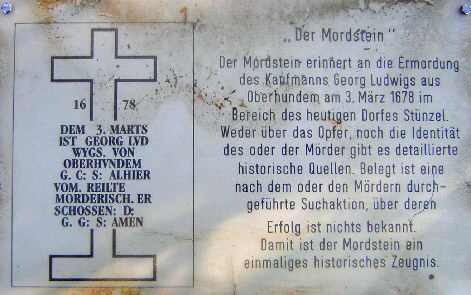 16 78
DEM 3. MARTS
IST GEORG LVD
WYGS. VON
OBERHVNDEM
G. C: S: ALHIER
VOM. REILTE
MORDERISCH. ER
SCHOSSEN: D:
G. G: S: AMEN
„Der Mordstein"
Der Mordstein erinnert an die Ermordung
des Kaufmanns Georg Ludwigs aus
Oberhundem am 3. März 1678 im
Bereich des heutigen Dorfes Stünzel.
Weder über das Opfer, noch die Identität
des oder der Mörder gibt es detaillierte
historische Quellen. Belegt ist eine
nach dem oder den Mördern durch-
geführte Suchaktion, über deren
Erfolg ist nichts bekannt.
Damit ist der Mordstein ein
einmaliges historisches Zeugnis.